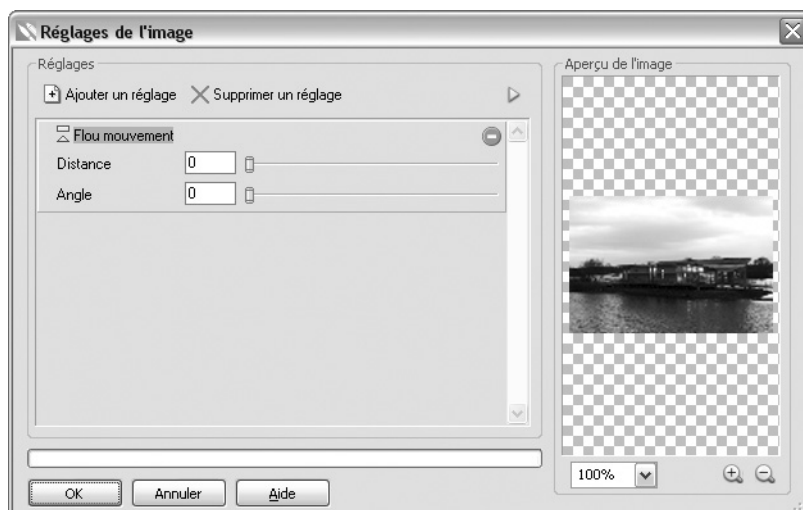 Réglages de l'image
Réglages
Ajouter un réglage Supprimer un réglage
Flou mouvement
Distance 0
Angle 0
Aperçu de l'image
100%
OK Annuler Aide